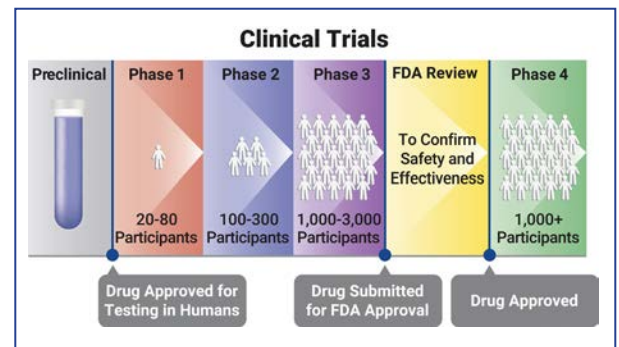 Clinical Trials
Preclinical
Phase 1
Phase 2
Phase 3
FDA Review
Phase 4
To Confirm
Safety and
Effectiveness
20-80
Participants
100-300
Participants
1,000-3,000
Participants
1,000+
Participants
Drug Approved for
Testing in Humans
Drug Submitted
for FDA Approval
Drug Approved